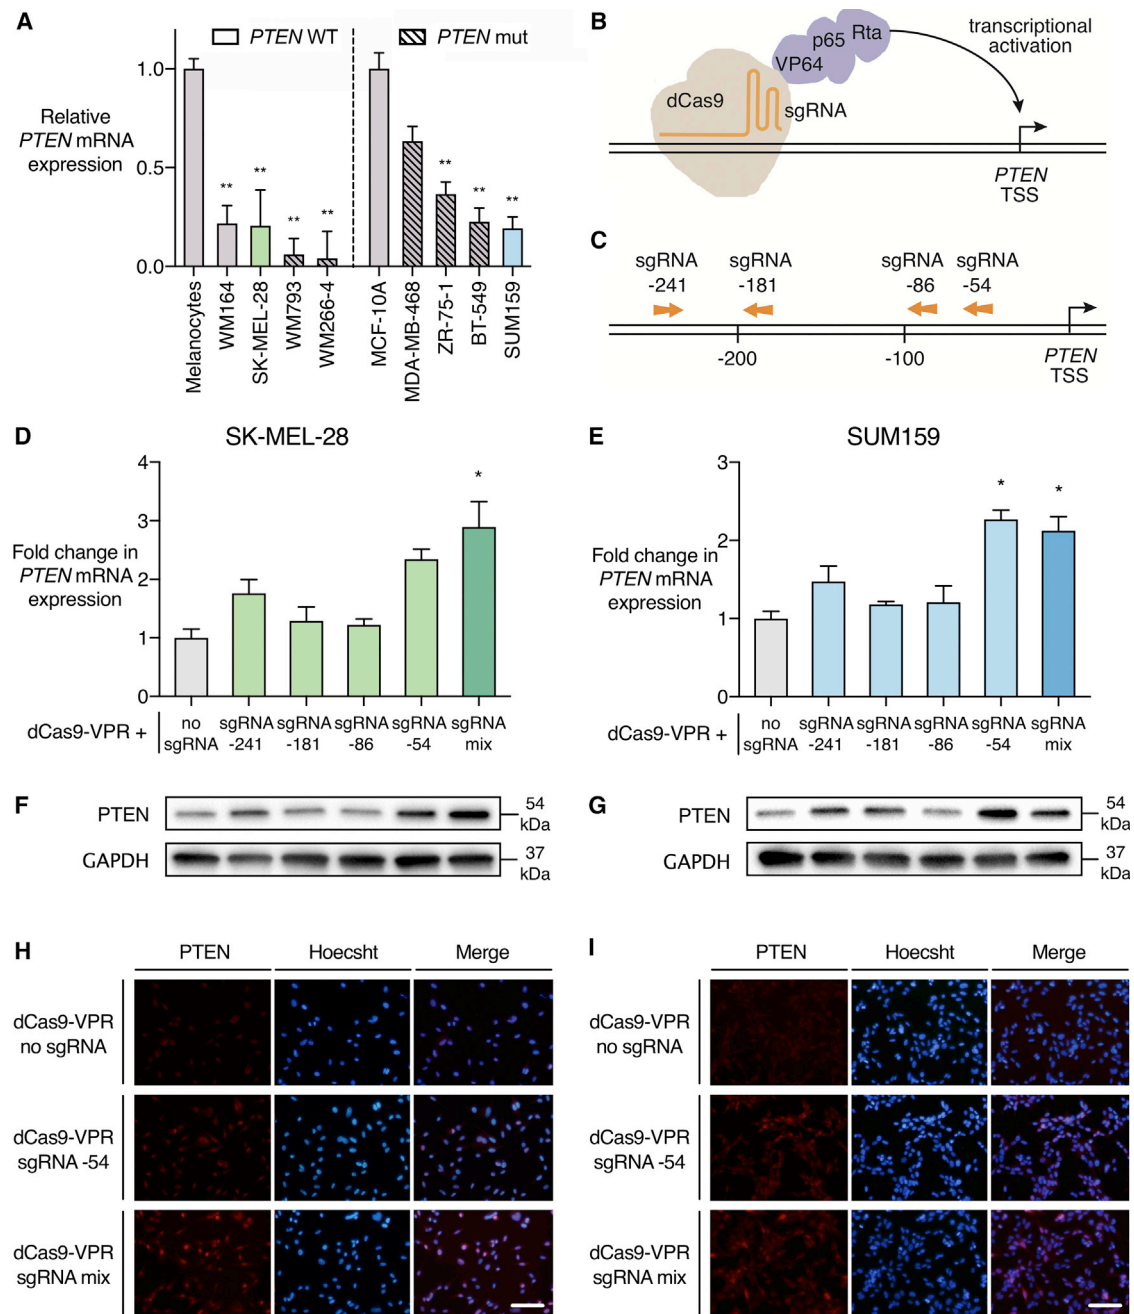 A
PTEN WT
PTEN mut
Relative
PTEN mRNA
expression
1.0
0.5
0.0
**
**
**
**
**
**
**
Melanocytes
WM164
SK-MEL-28
WM793
WM266-4
MCF-10A
MDA-MB-468
ZR-75-1
BT-549
SUM159
B
dCas9
VP64
p65
Rta
sgRNA
transcriptional
activation
PTEN
TSS
C
sgRNA
-241
sgRNA
-181
sgRNA
-86
sgRNA
-54
-200
-100
PTEN
TSS
D
SK-MEL-28
Fold change in
PTEN mRNA
expression
4
3
2
1
0
*
dCas9-VPR +
no
sgRNA
sgRNA
-241
sgRNA
-181
sgRNA
-86
sgRNA
-54
sgRNA
mix
E
SUM159
Fold change in
PTEN mRNA
expression
3
2
1
0
*
*
dCas9-VPR +
no
sgRNA
sgRNA
-241
sgRNA
-181
sgRNA
-86
sgRNA
-54
sgRNA
mix
F
PTEN
54
kDa
GAPDH
37
kDa
G
PTEN
54
kDa
GAPDH
37
kDa
H
PTEN
Hoecsht
Merge
dCas9-VPR
no sgRNA
dCas9-VPR
sgRNA -54
dCas9-VPR
sgRNA mix
I
PTEN
Hoecsht
Merge
dCas9-VPR
no sgRNA
dCas9-VPR
sgRNA -54
dCas9-VPR
sgRNA mix